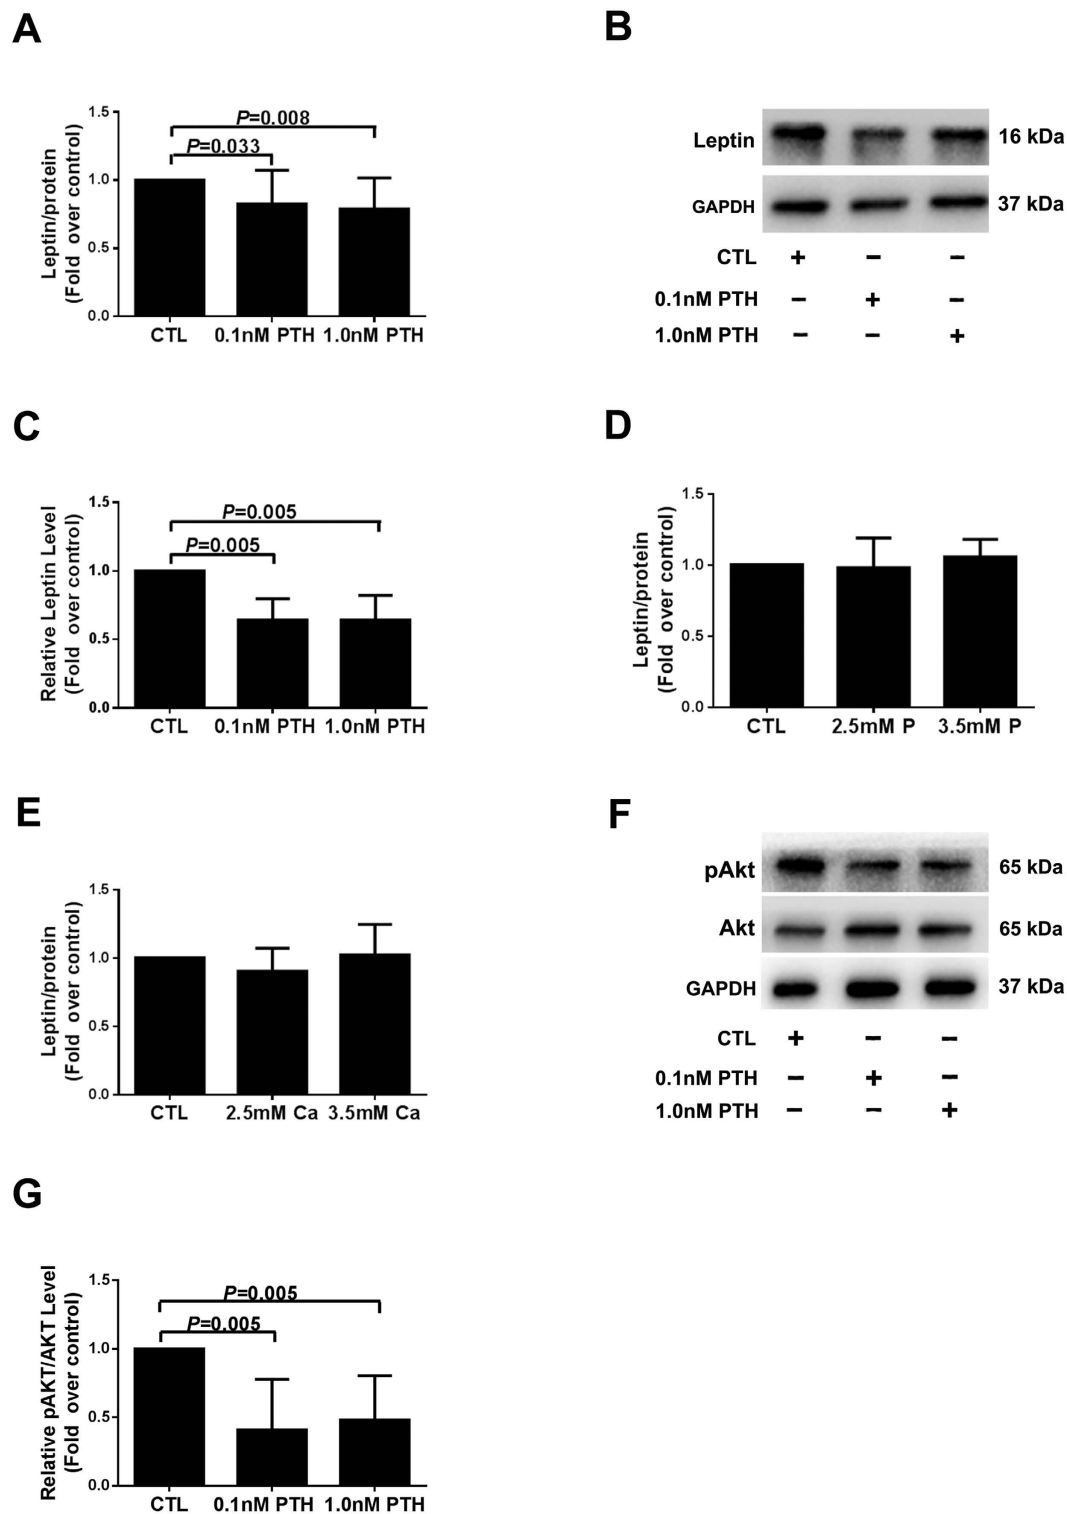 A
Leptin/protein
(Fold over control)
1.5
1.0
0.5
0.0
P=0.008
P=0.033
CTL 0.1nM PTH 1.0nM PTH
B
Leptin 16 kDa
GAPDH 37 kDa
CTL + − −
0.1nM PTH − + −
1.0nM PTH − − +
C
Relative Leptin Level
(Fold over control)
1.5
1.0
0.5
0.0
P=0.005
P=0.005
CTL 0.1nM PTH 1.0nM PTH
D
Leptin/protein
(Fold over control)
1.5
1.0
0.5
0.0
CTL 2.5mM P 3.5mM P
E
Leptin/protein
(Fold over control)
1.5
1.0
0.5
0.0
CTL 2.5mM Ca 3.5mM Ca
F
pAkt 65 kDa
Akt 65 kDa
GAPDH 37 kDa
CTL + − −
0.1nM PTH − + −
1.0nM PTH − − +
G
Relative pAKT/AKT Level
(Fold over control)
1.5
1.0
0.5
0.0
P=0.005
P=0.005
CTL 0.1nM PTH 1.0nM PTH